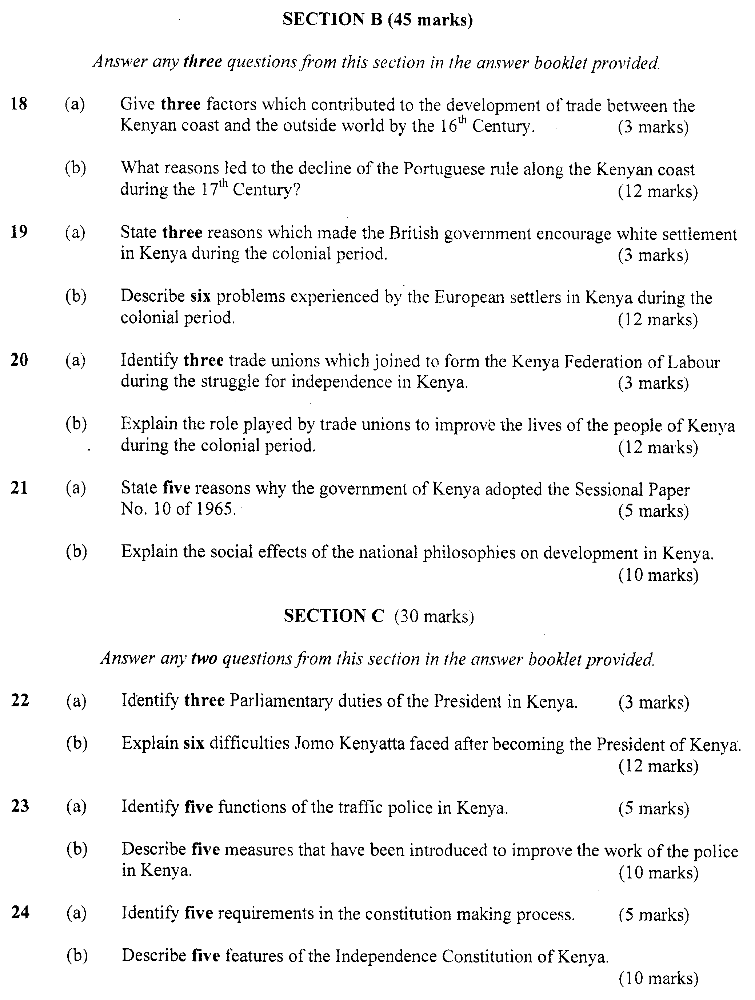 SECTION B (45 marks)
Answer any three questions from this section in the answer booklet provided.
18 (a) Give three factors which contributed to the development of trade between the
Kenyan coast and the outside world by the 16th Century. (3 marks)
(b) What reasons led to the decline of the Portuguese rule along the Kenyan coast
during the 17th Century? (12 marks)
19 (a) State three reasons which made the British government encourage white settlement
in Kenya during the colonial period. (3 marks)
(b) Describe six problems experienced by the European settlers in Kenya during the
colonial period. (12 marks)
20 (a) Identify three trade unions which joined to form the Kenya Federation of Labour
during the struggle for independence in Kenya. (3 marks)
(b) Explain the role played by trade unions to improve the lives of the people of Kenya
during the colonial period. (12 marks)
21 (a) State five reasons why the government of Kenya adopted the Sessional Paper
No. 10 of 1965. (5 marks)
(b) Explain the social effects of the national philosophies on development in Kenya.
(10 marks)
SECTION C (30 marks)
Answer any two questions from this section in the answer booklet provided.
22 (a) Identify three Parliamentary duties of the President in Kenya. (3 marks)
(b) Explain six difficulties Jomo Kenyatta faced after becoming the President of Kenya.
(12 marks)
23 (a) Identify five functions of the traffic police in Kenya. (5 marks)
(b) Describe five measures that have been introduced to improve the work of the police
in Kenya. (10 marks)
24 (a) Identify five requirements in the constitution making process. (5 marks)
(b) Describe five features of the Independence Constitution of Kenya.
(10 marks)